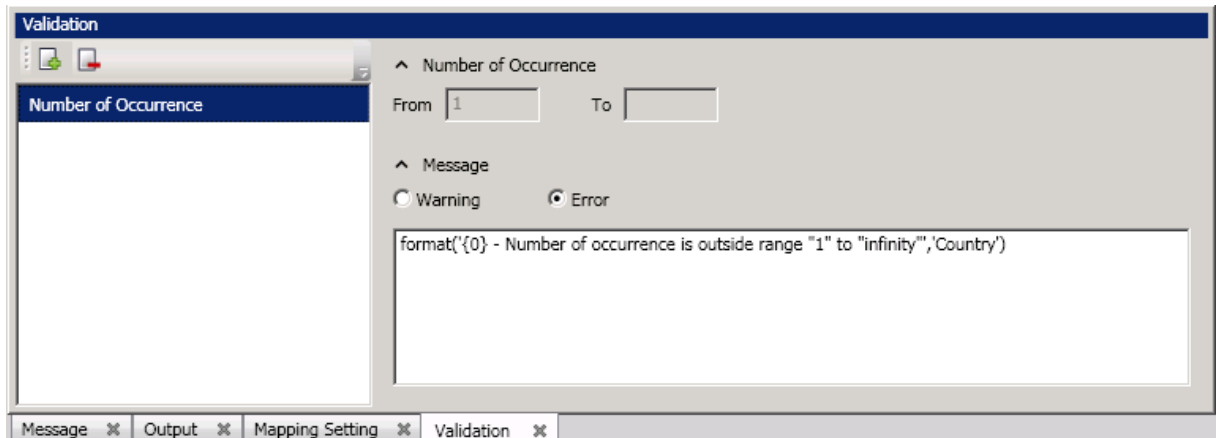 Validation
Number of Occurrence
Number of Occurrence
From 1 To
Message
Warning Error
format('{0} - Number of occurrence is outside range "1" to "infinity"','Country')
Message Output Mapping Setting Validation